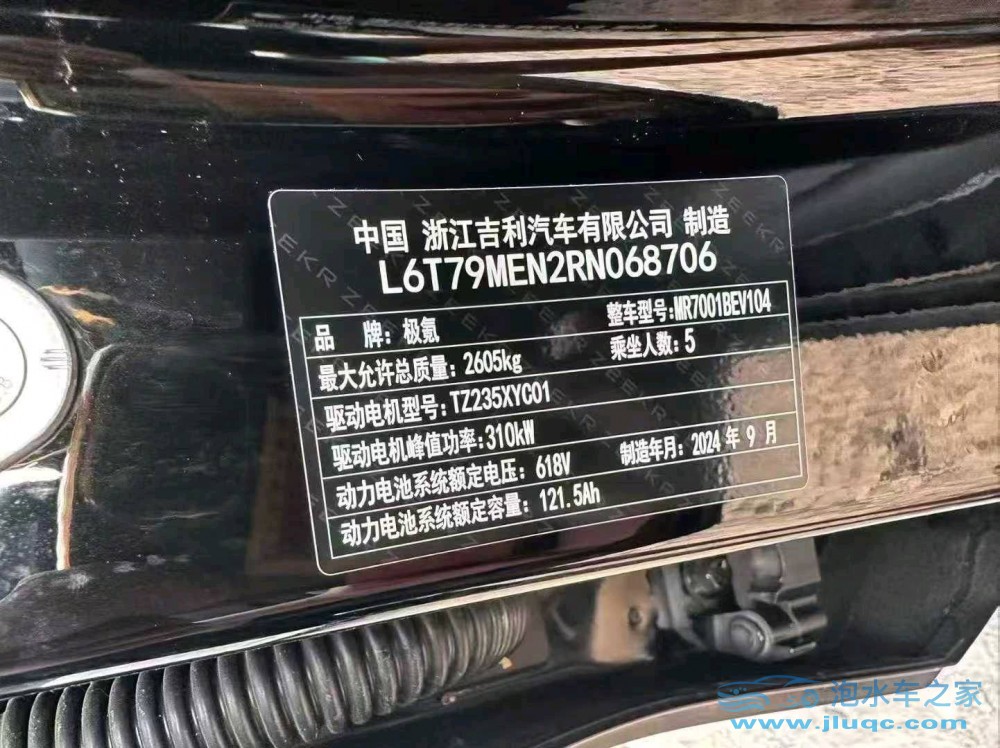 中国 浙江吉利汽车有限公司 制造
L6T79MEN2RN068706
品 牌：极氪 整车型号：MR7001BEV104
最大允许总质量：2605kg 乘坐人数：5
驱动电机型号：TZ235XYC01
驱动电机峰值功率：310kW
动力电池系统额定电压：618V 制造年月：2024 年 9 月
动力电池系统额定容量：121.5Ah
泡水车之家
www.jluqc.com